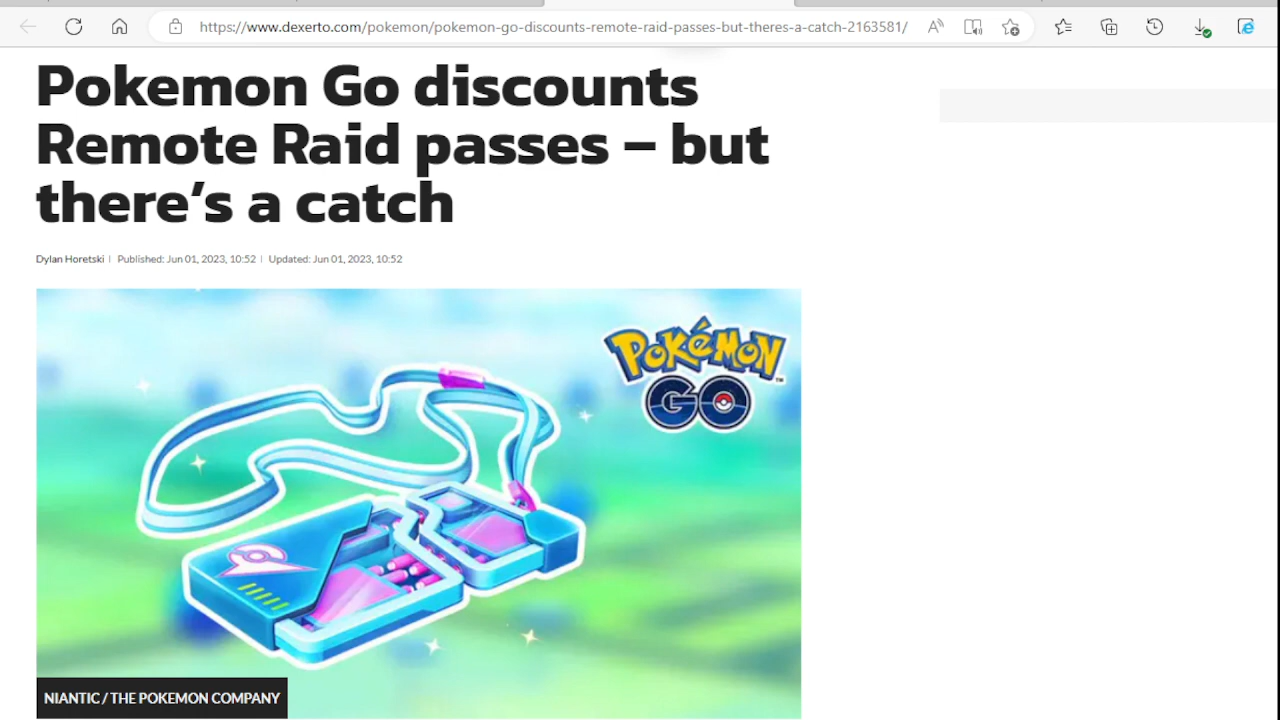 https://www.dexerto.com/pokemon/pokemon-go-discounts-remote-raid-passes-but-theres-a-catch-2163581/
Pokemon Go discounts
Remote Raid passes – but
there’s a catch
Dylan Horetski | Published: Jun 01, 2023, 10:52 | Updated: Jun 01, 2023, 10:52
POKéMON
GO
NIANTIC / THE POKEMON COMPANY